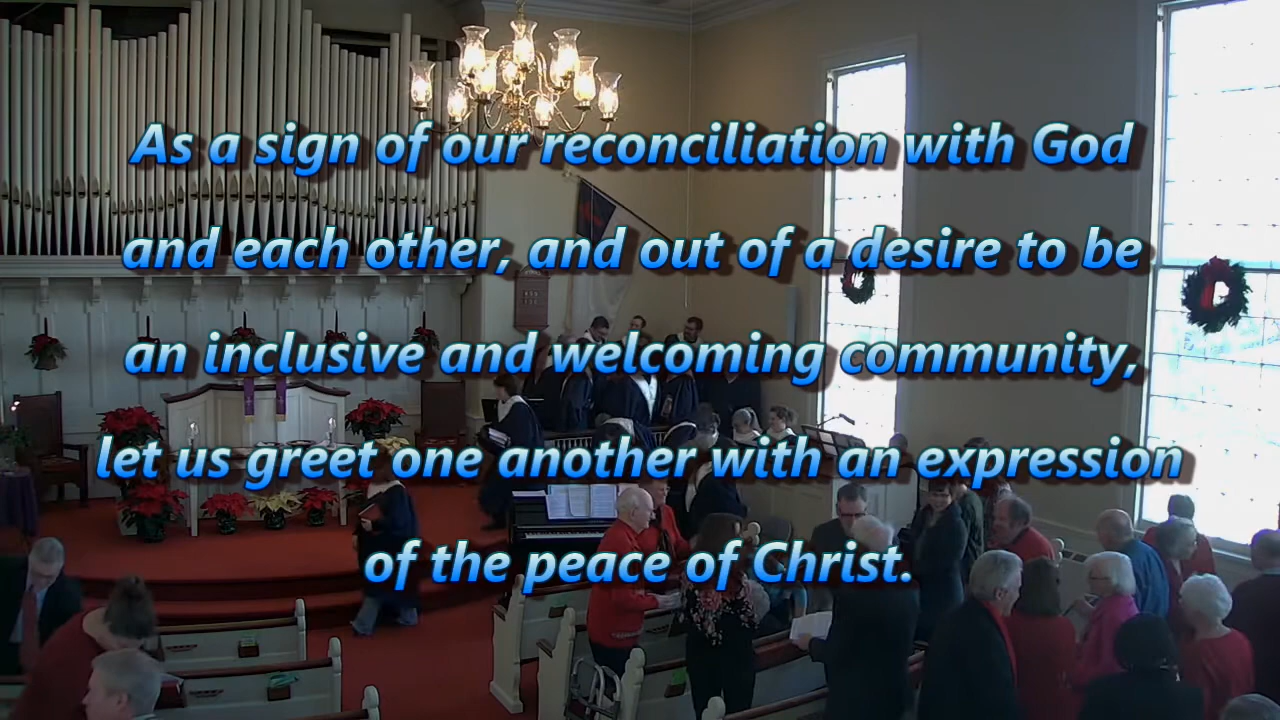 As a sign of our reconciliation with God
and each other, and out of a desire to be
an inclusive and welcoming community,
let us greet one another with an expression
of the peace of Christ.